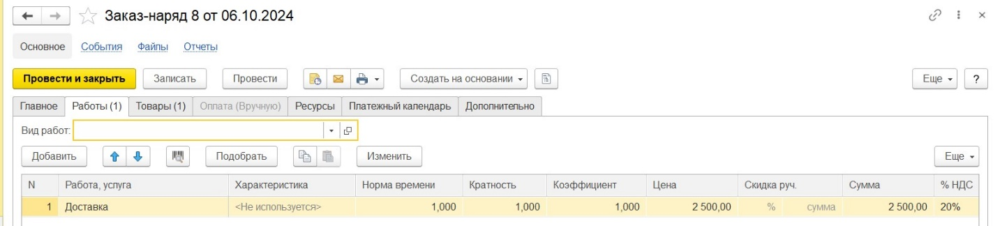 Заказ-наряд 8 от 06.10.2024
Основное События Файлы Отчеты
Провести и закрыть Записать Провести Создать на основании Еще ?
Главное Работы (1) Товары (1) Оплата (Вручную) Ресурсы Платежный календарь Дополнительно
Вид работ:
Добавить Подобрать Изменить Еще
N Работа, услуга Характеристика Норма времени Кратность Коэффициент Цена Скидка руч. Сумма % НДС
1 Доставка <Не используется> 1,000 1,000 1,000 2 500,00 % сумма 2 500,00 20%